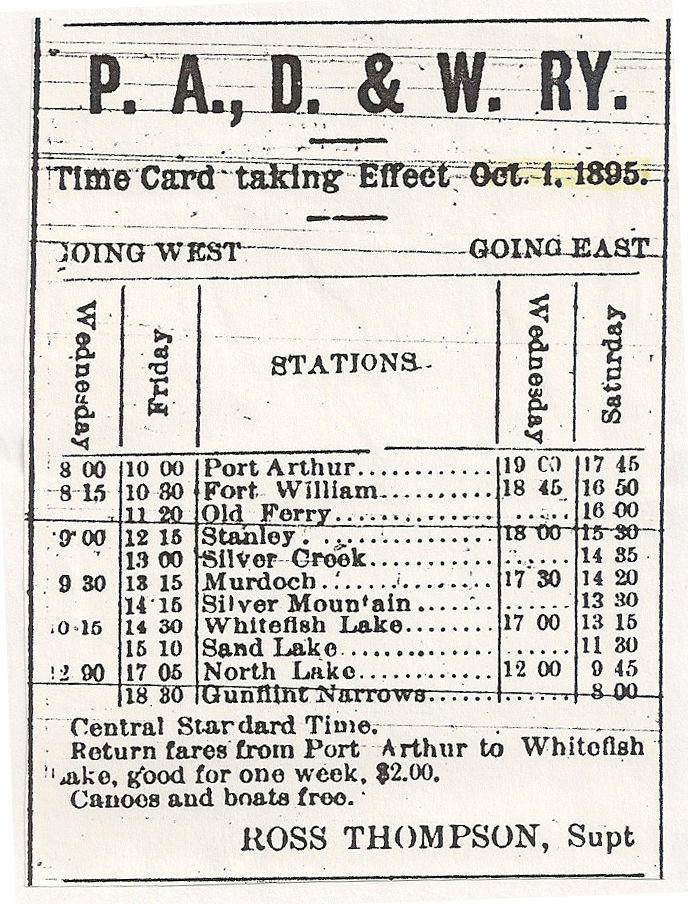 P. A., D. & W. RY.
Time Card taking Effect Oct. 1, 1895.
GOING WEST GOING EAST
Wednesday Friday STATIONS. Wednesday Saturday
8 00 10 00 Port Arthur 19 00 17 45
8 15 10 30 Fort William 18 45 16 50
11 20 Old Ferry 16 00
9 00 12 15 Stanley 18 00 15 30
13 00 Silver Creek 14 35
9 30 13 15 Murdoch 17 30 14 20
14 15 Silver Mountain 13 30
10 15 14 30 Whitefish Lake 17 00 13 15
15 10 Sand Lake 11 30
17 05 North Lake 12 00 9 45
18 30 Gunflint Narrows 8 00
Central Standard Time.
Return fares from Port Arthur to Whitefish
Lake, good for one week, $2.00.
Canoes and boats free.
ROSS THOMPSON, Supt